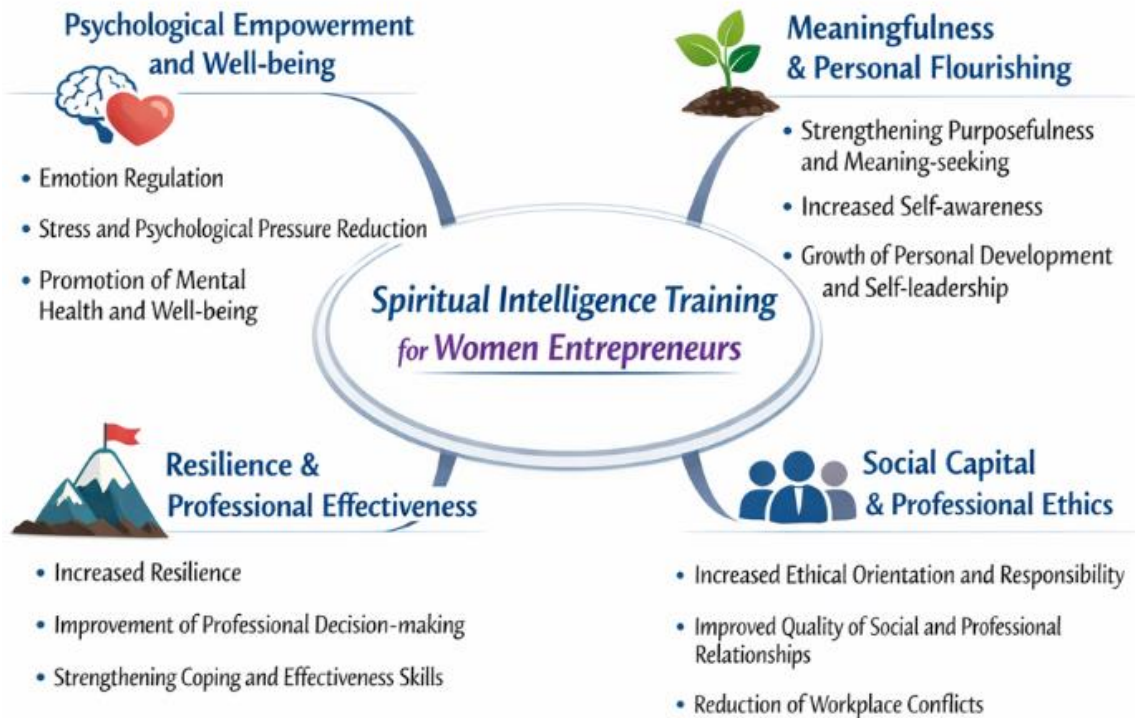 Psychological Empowerment
and Well-being
• Emotion Regulation
• Stress and Psychological Pressure Reduction
• Promotion of Mental
Health and Well-being
Meaningfulness
& Personal Flourishing
• Strengthening Purposefulness
and Meaning-seeking
• Increased Self-awareness
• Growth of Personal Development
and Self-leadership
Spiritual Intelligence Training
for Women Entrepreneurs
Resilience &
Professional Effectiveness
• Increased Resilience
• Improvement of Professional Decision-making
• Strengthening Coping and Effectiveness Skills
Social Capital
& Professional Ethics
• Increased Ethical Orientation and Responsibility
• Improved Quality of Social and Professional
Relationships
• Reduction of Workplace Conflicts